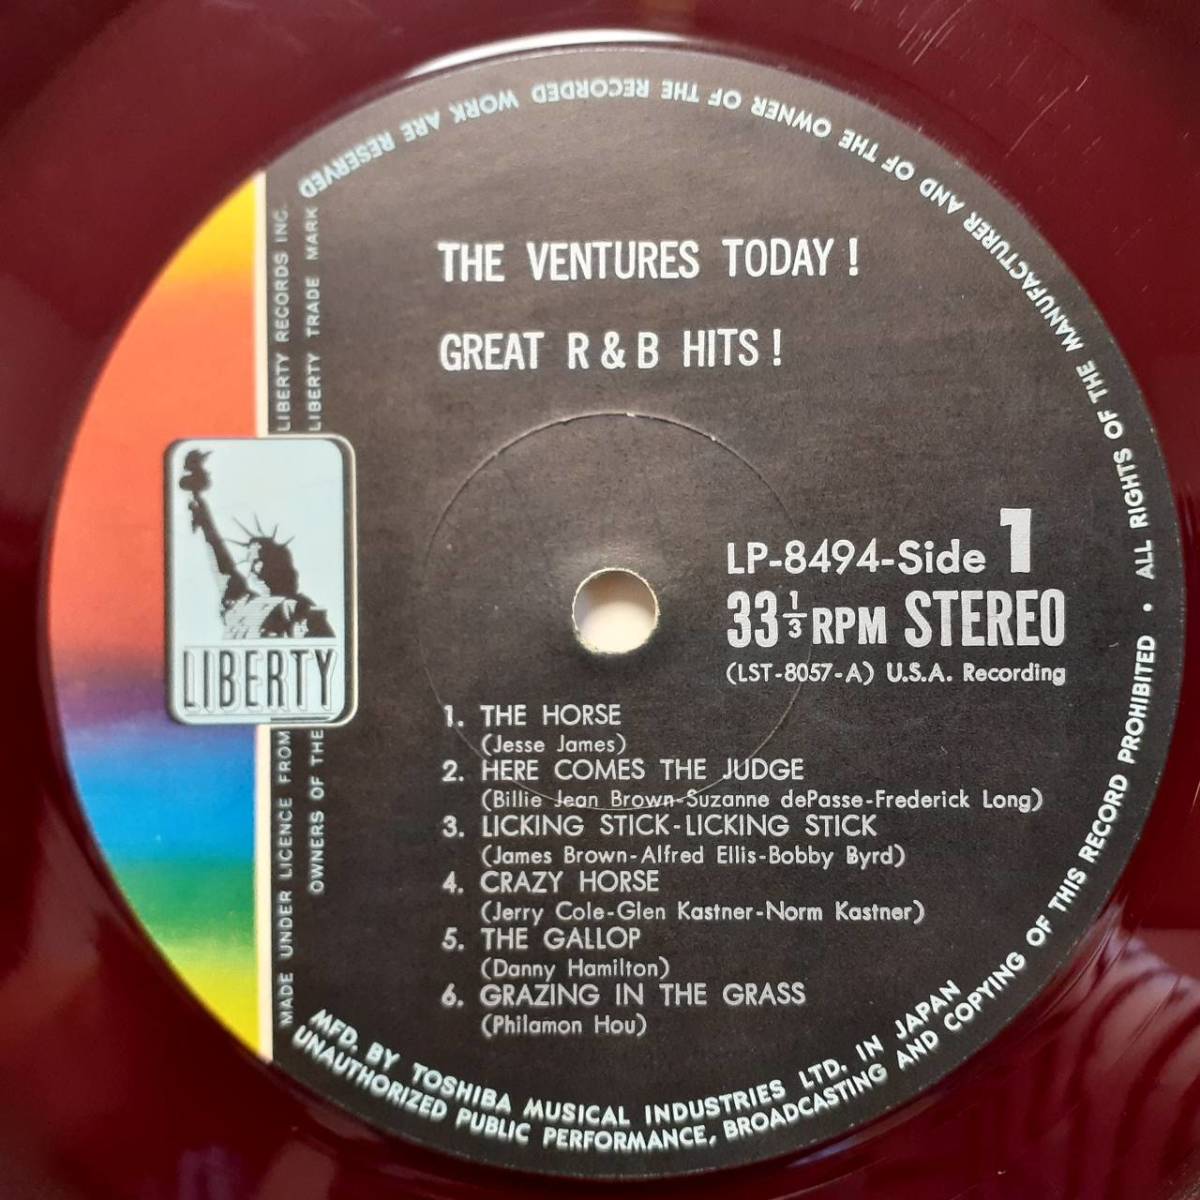 THE VENTURES TODAY !
GREAT R & B HITS !
LP-8494-Side 1
33 1/3 RPM STEREO
(LST-8057-A) U.S.A. Recording
1. THE HORSE
(Jesse James)
2. HERE COMES THE JUDGE
(Billie Jean Brown-Suzanne dePasse-Frederick Long)
3. LICKING STICK-LICKING STICK
(James Brown-Alfred Ellis-Bobby Byrd)
4. CRAZY HORSE
(Jerry Cole-Glen Kastner-Norm Kastner)
5. THE GALLOP
(Danny Hamilton)
6. GRAZING IN THE GRASS
(Philamon Hou)
LIBERTY
MADE UNDER LICENCE FROM LIBERTY RECORDS INC.
OWNERS OF THE LIBERTY TRADE MARK
MFD. BY TOSHIBA MUSICAL INDUSTRIES LTD. IN JAPAN
UNAUTHORIZED PUBLIC PERFORMANCE, BROADCASTING AND COPYING OF THIS RECORD PROHIBITED • ALL RIGHTS OF THE MANUFACTURER AND OF THE OWNER OF THE RECORDED WORK ARE RESERVED